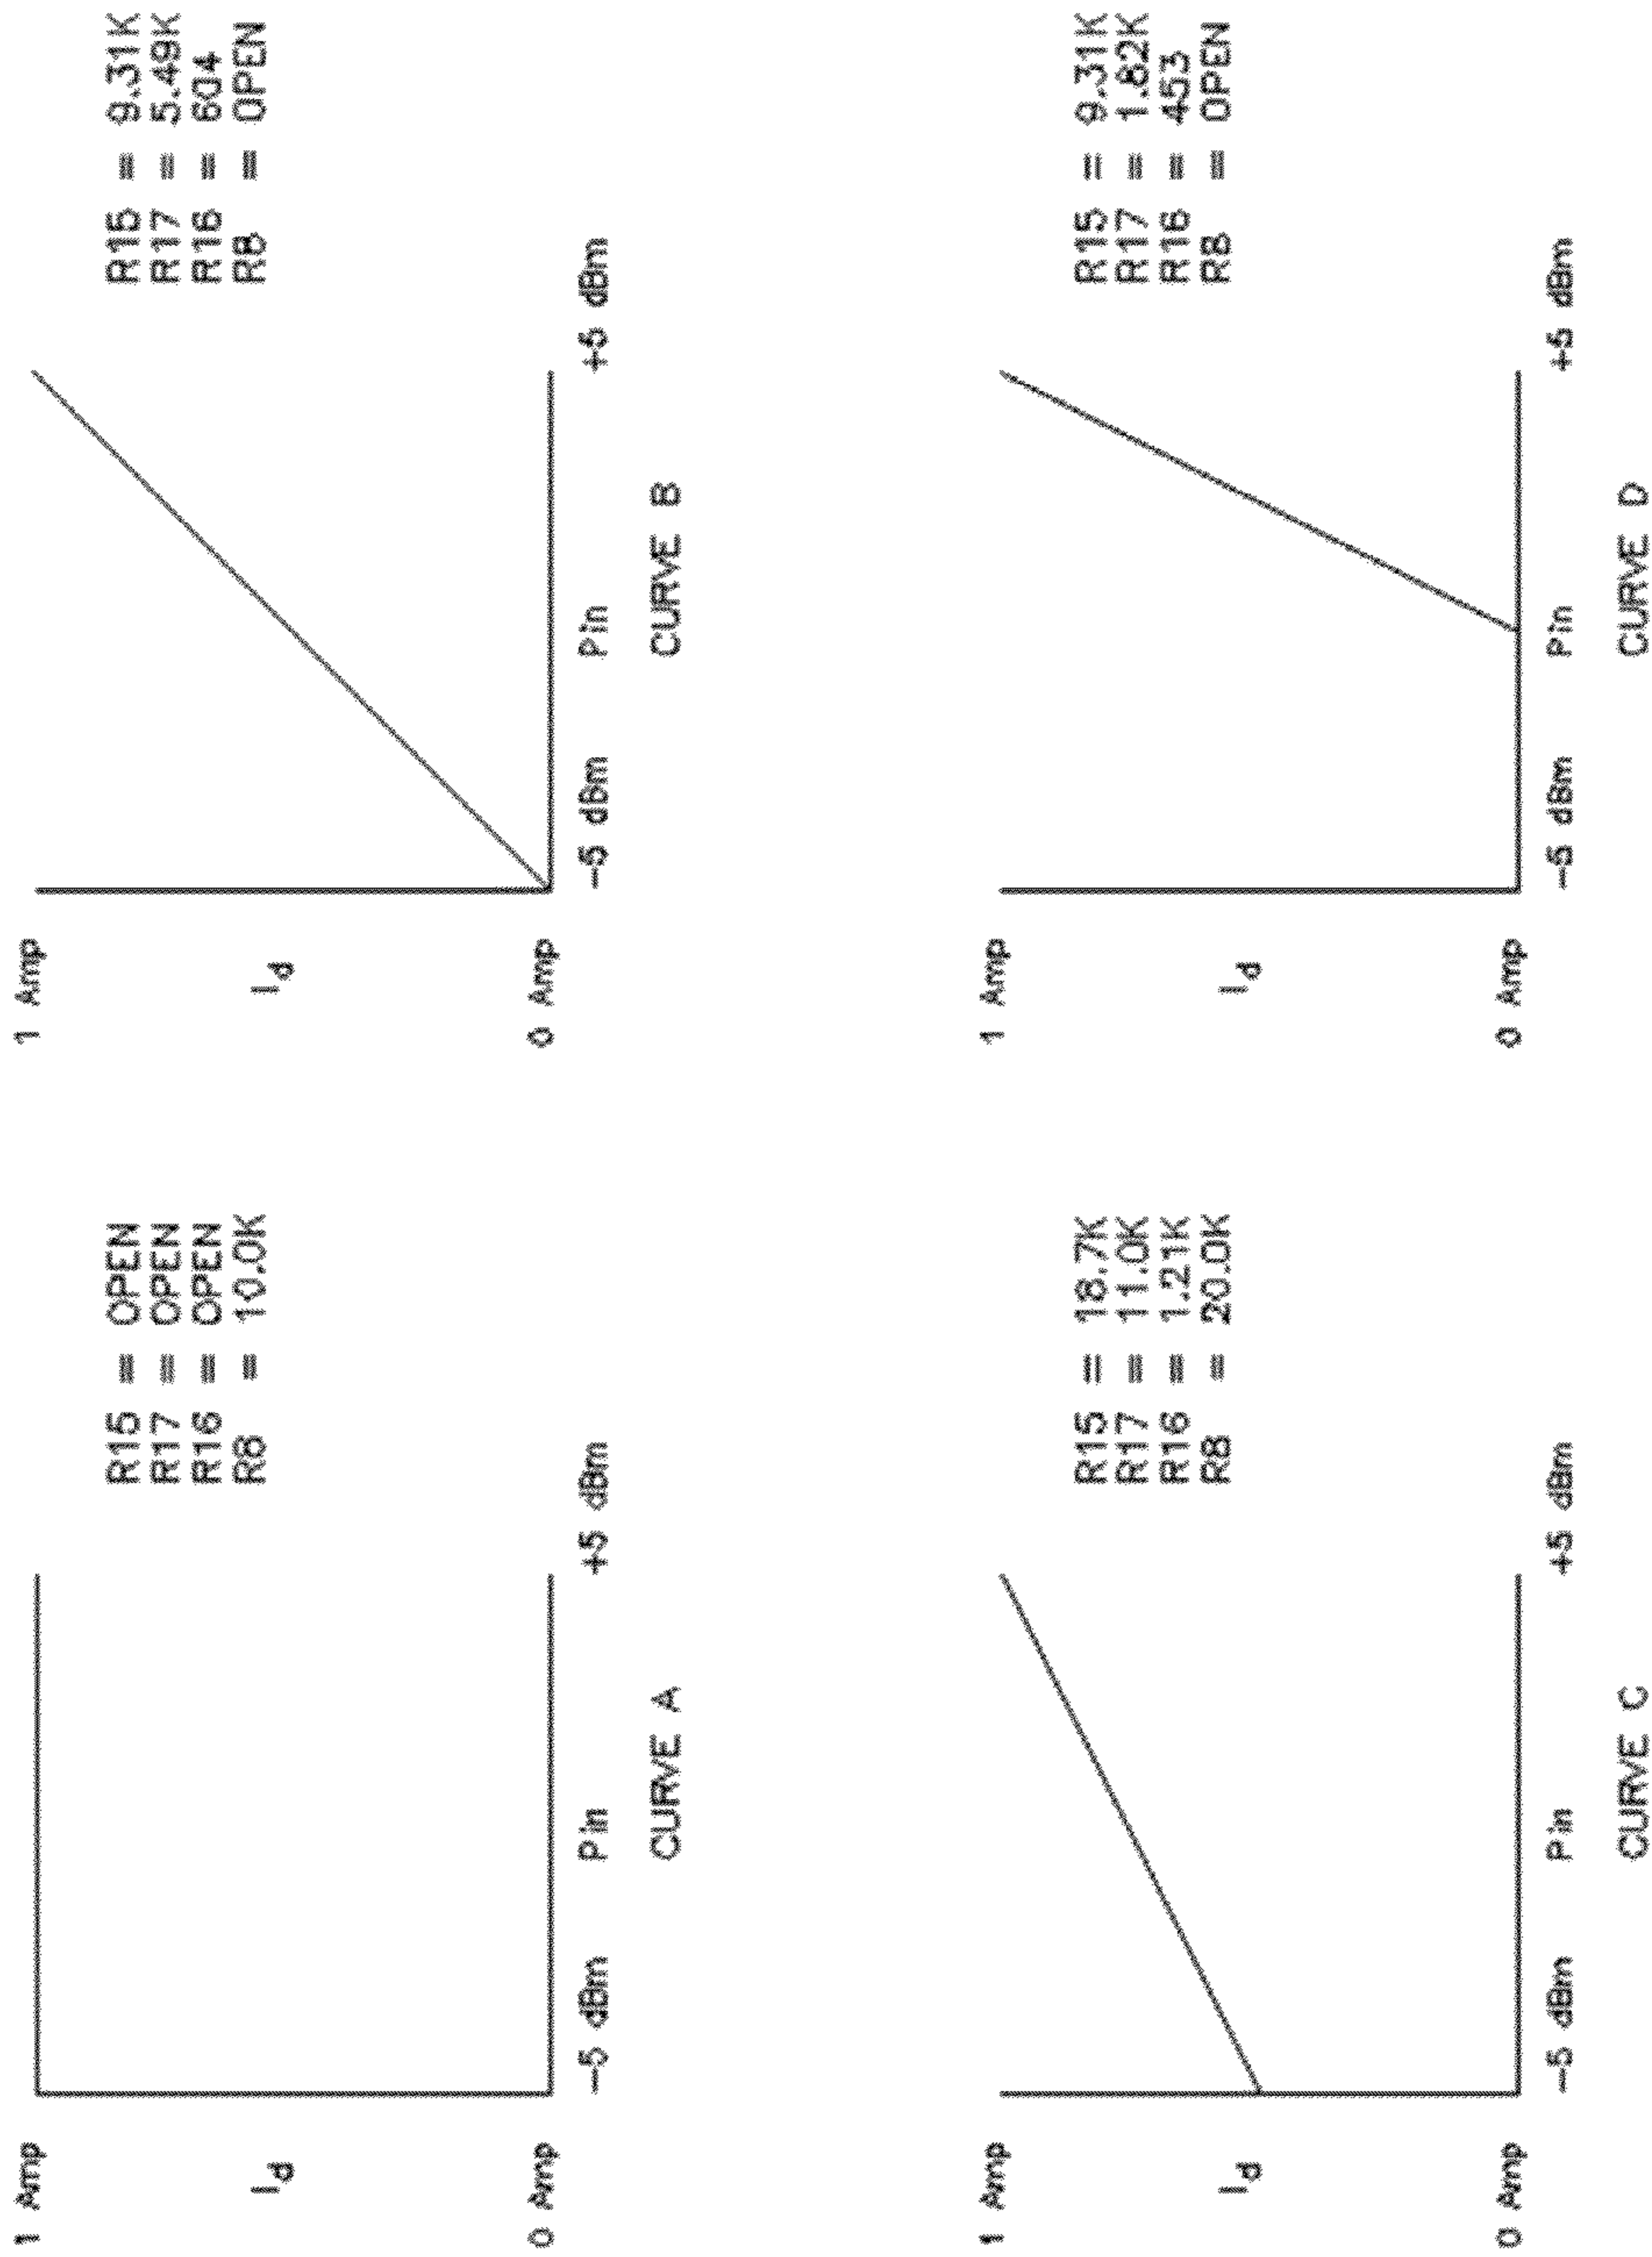 1 Amp
I_d
0 Amp
-5 dBm Pin +5 dBm
R15 = OPEN
R17 = OPEN
R16 = OPEN
R8 = 10.0K
CURVE A
1 Amp
I_d
0 Amp
-5 dBm Pin +5 dBm
R15 = 9.31K
R17 = 5.49K
R16 = 604
R8 = OPEN
CURVE B
1 Amp
I_d
0 Amp
-5 dBm Pin +5 dBm
R15 = 18.7K
R17 = 11.0K
R16 = 1.21K
R8 = 20.0K
CURVE C
1 Amp
I_d
0 Amp
-5 dBm Pin +5 dBm
R15 = 9.31K
R17 = 1.82K
R16 = 453
R8 = OPEN
CURVE D